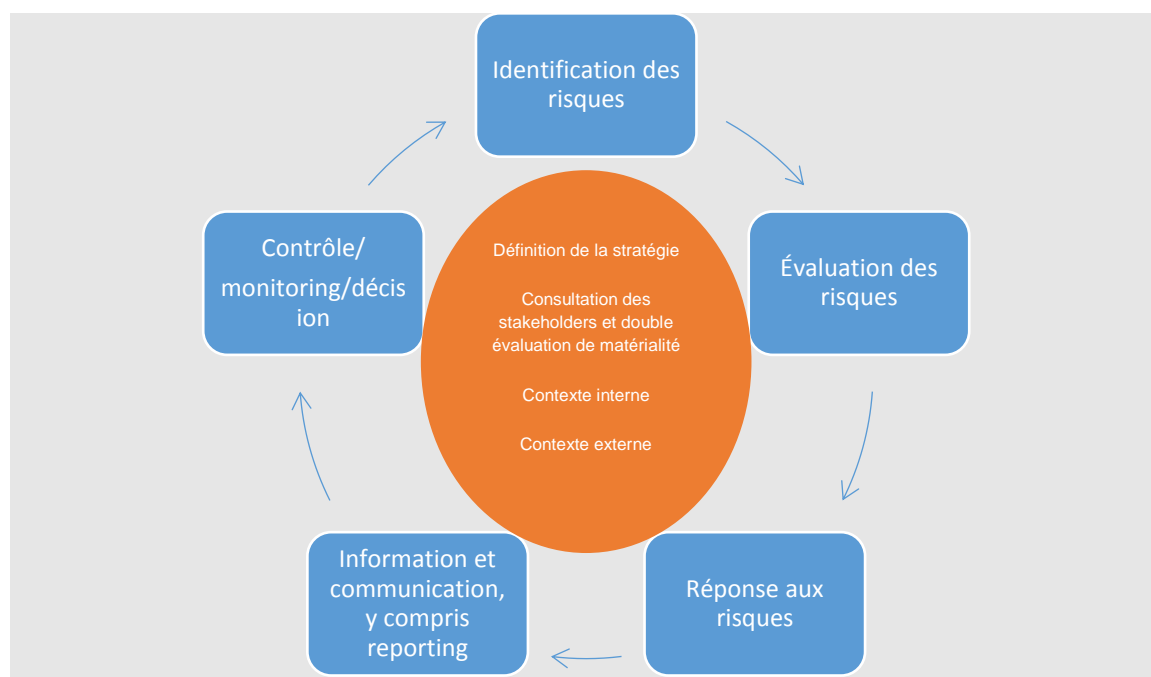 Identification des
risques
Évaluation des
risques
Réponse aux
risques
Information et
communication,
y compris
reporting
Contrôle/
monitoring/décis
ion
Définition de la stratégie
Consultation des
stakeholders et double
évaluation de matérialité
Contexte interne
Contexte externe